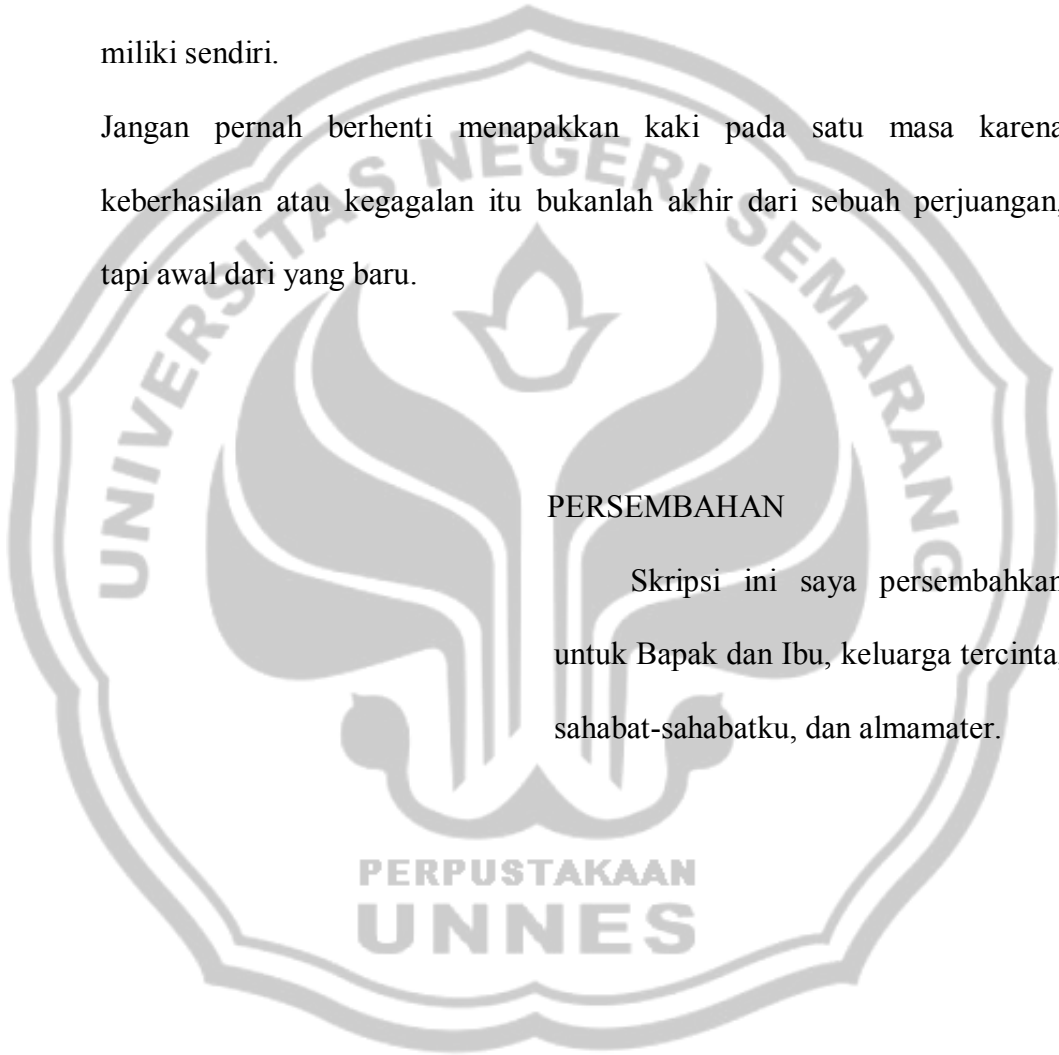 miliki sendiri.
Jangan pernah berhenti menapakkan kaki pada satu masa karena
keberhasilan atau kegagalan itu bukanlah akhir dari sebuah perjuangan,
tapi awal dari yang baru.
UNIVERSITAS NEGERI SEMARANG
PERSEMBAHAN
Skripsi ini saya persembahkan
untuk Bapak dan Ibu, keluarga tercinta,
sahabat-sahabatku, dan almamater.
PERPUSTAKAAN
UNNES